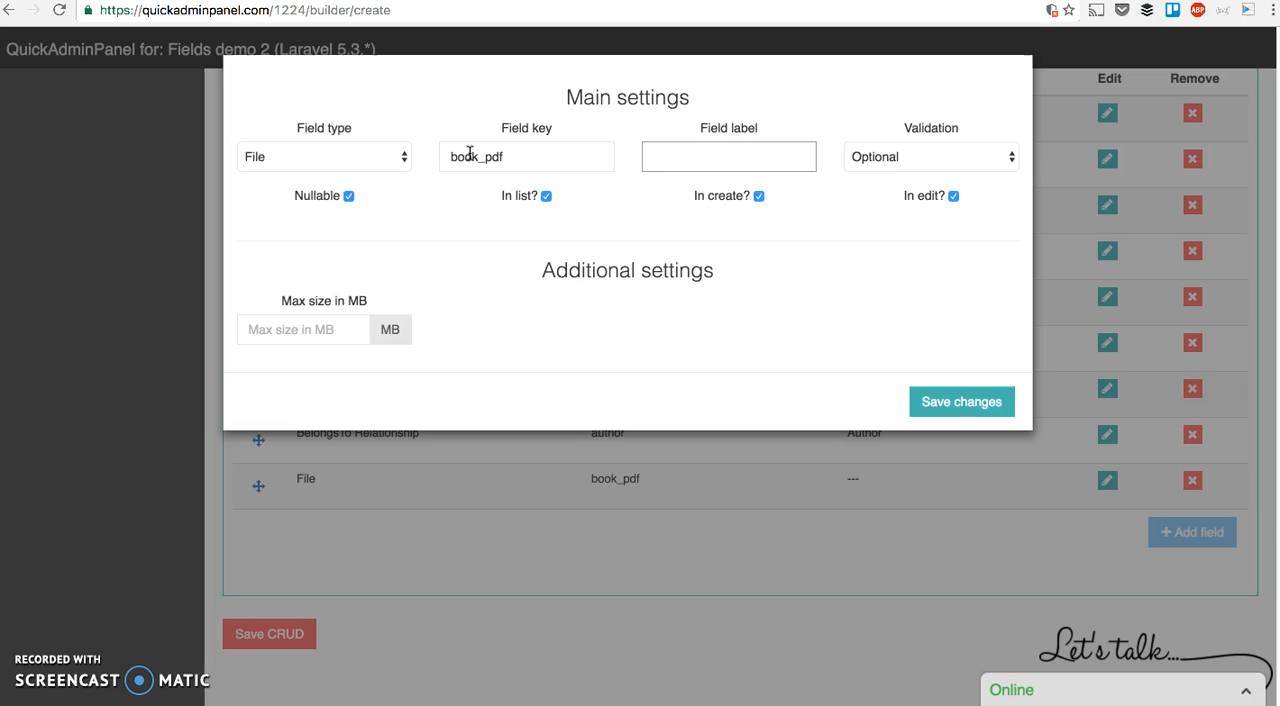 https://quickadminpanel.com/1224/builder/create
ABP
QuickAdminPanel for: Fields demo 2 (Laravel 5.3.*)
Edit Remove
Main settings
Field type Field key Field label Validation
File book_pdf Optional
Nullable In list? In create? In edit?
Additional settings
Max size in MB
Max size in MB MB
Save changes
BelongsTo Relationship author Author
File book_pdf ---
+ Add field
Save CRUD
Let's talk...
RECORDED WITH
SCREENCAST MATIC
Online